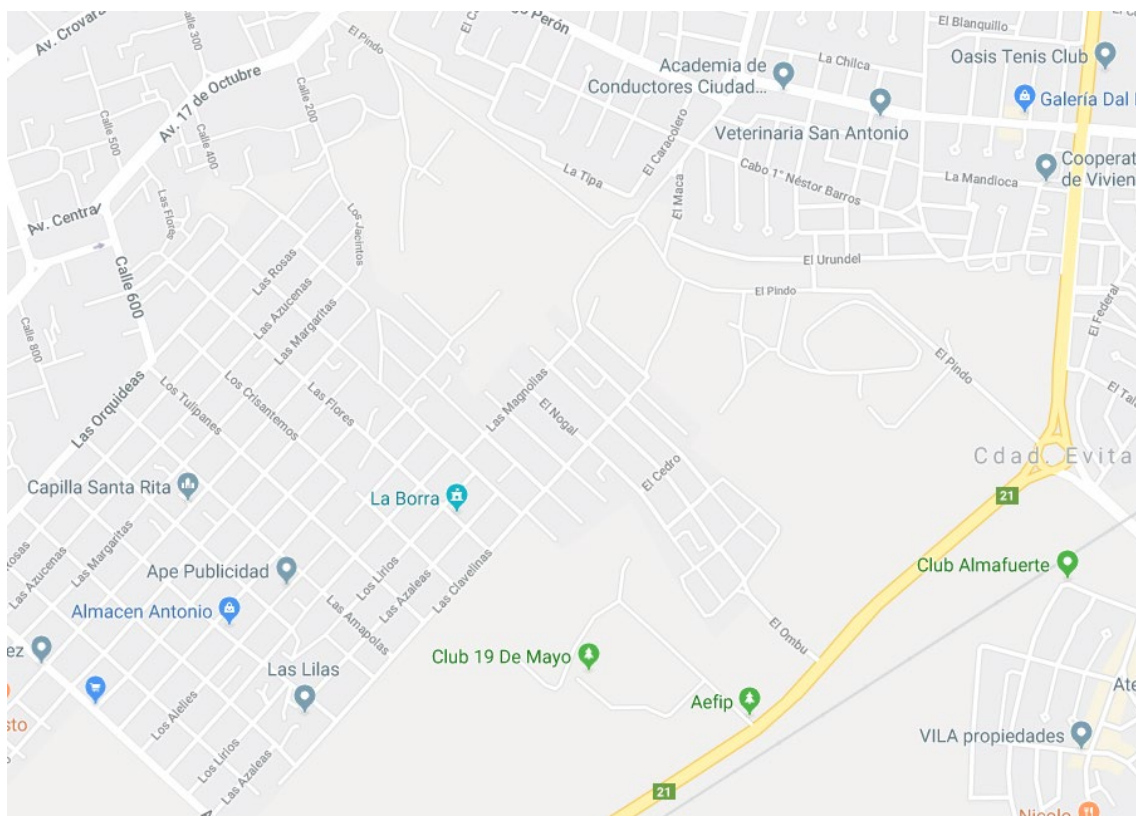 Av. Crovara
Calle 300
El Pindo
Perón
El Blanquillo
Oasis Tenis Club
La Chilca
Academia de
Conductores Ciudad...
Galería Dal
Av. 17 de Octubre
Calle 200
Calle 500
Calle 400
Veterinaria San Antonio
El Caracolero
La Tipa
Cabo 1° Néstor Barros
La Mandioca
Cooperat
de Vivien
El Maca
Av. Central
Las Flores
Los Jacintos
Las Rosas
El Urundel
El Pindo
Calle 600
Las Azucenas
Las Margaritas
El Federal
Calle 800
El Pindo
Las Orquideas
Los Tulipanes
Los Crisantemos
Las Flores
Las Magnolias
El Nogal
Cdad. Evita
El Cedro
Capilla Santa Rita
La Borra
21
Rosas
Las Azucenas
Las Margaritas
Ape Publicidad
Los Lirios
Las Azaleas
Las Clavelinas
Club Almafuerte
Almacen Antonio
Las Amapolas
El Ombu
ez
Club 19 De Mayo
Las Lilas
Aefip
Ate
sto
Los Alelies
VILA propiedades
Los Lirios
Las Azaleas
21